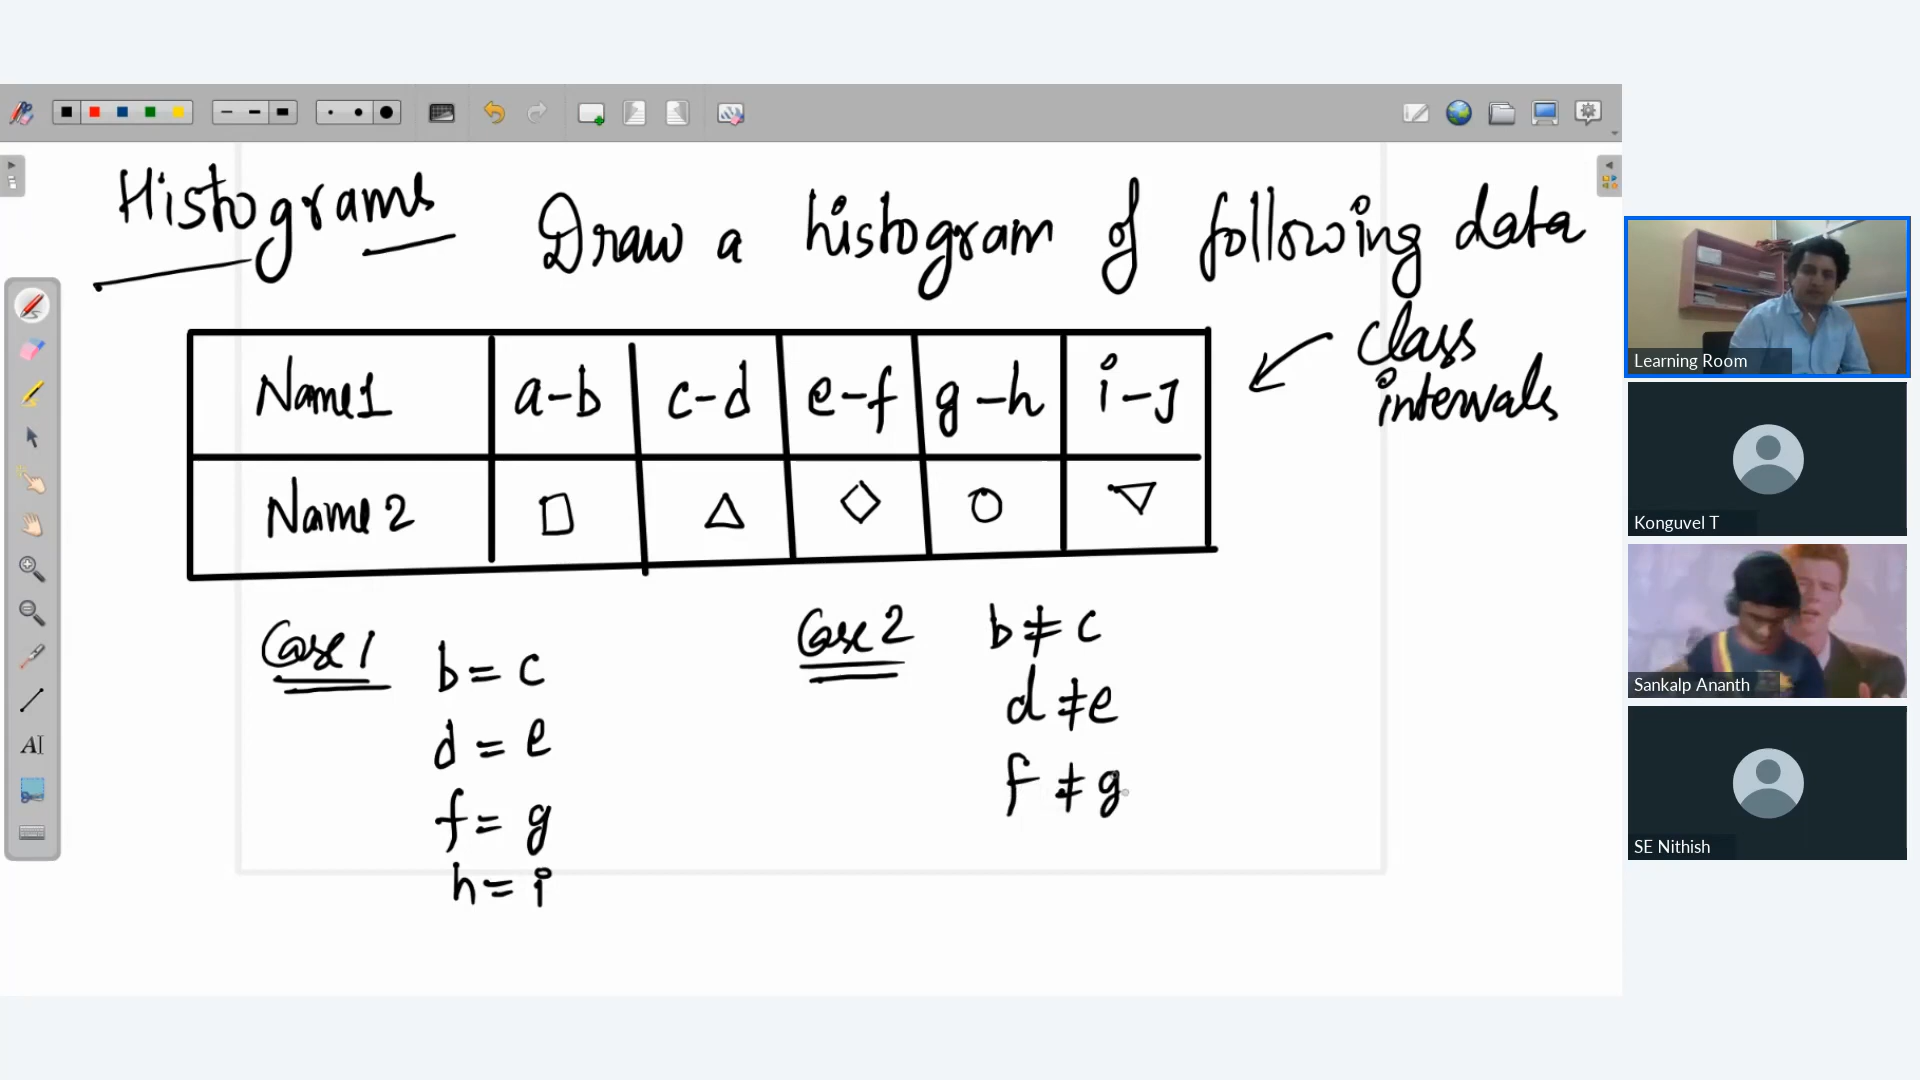 Histograms
Draw a histogram of following data
class
intervals
Name1 a-b c-d e-f g-h i-j
Name 2 □ △ ◇ ○ ▽
Case 1
b = c
d = e
f = g
h = i
Case 2
b ≠ c
d ≠ e
f ≠ g
AI
Learning Room
Konguvel T
Sankalp Ananth
SE Nithish